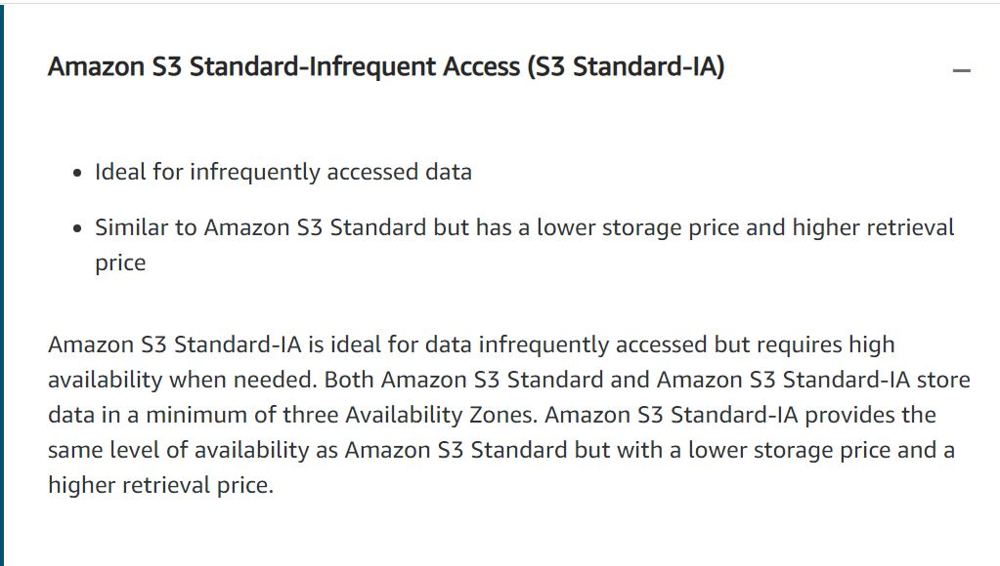 Amazon S3 Standard-Infrequent Access (S3 Standard-IA)
• Ideal for infrequently accessed data
• Similar to Amazon S3 Standard but has a lower storage price and higher retrieval
price
Amazon S3 Standard-IA is ideal for data infrequently accessed but requires high
availability when needed. Both Amazon S3 Standard and Amazon S3 Standard-IA store
data in a minimum of three Availability Zones. Amazon S3 Standard-IA provides the
same level of availability as Amazon S3 Standard but with a lower storage price and a
higher retrieval price.